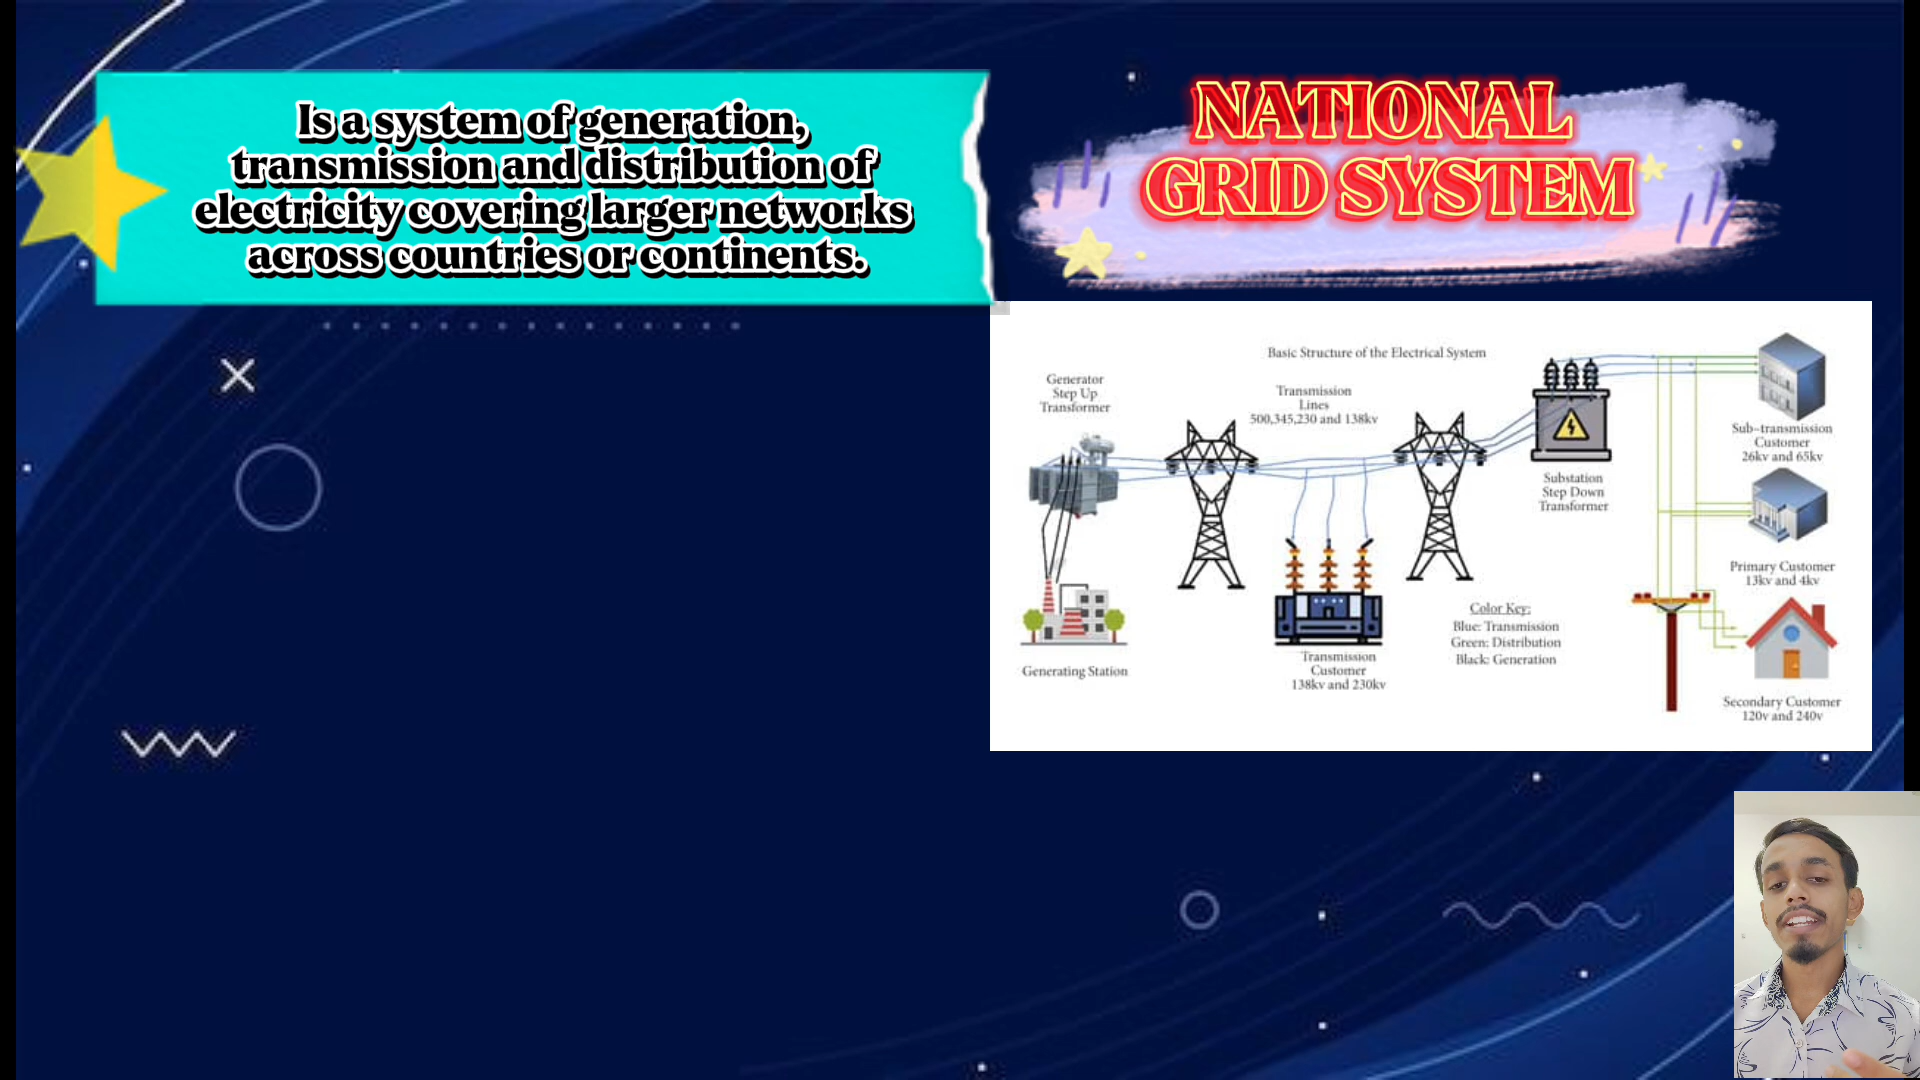 Is a system of generation,
transmission and distribution of
electricity covering larger networks
across countries or continents.
NATIONAL
GRID SYSTEM
Basic Structure of the Electrical System
Generator
Step Up
Transformer
Transmission
Lines
500,345,230 and 138kv
Substation
Step Down
Transformer
Sub-transmission
Customer
26kv and 65kv
Primary Customer
13kv and 4kv
Color Key:
Blue: Transmission
Green: Distribution
Black: Generation
Generating Station
Transmission
Customer
138kv and 230kv
Secondary Customer
120v and 240v